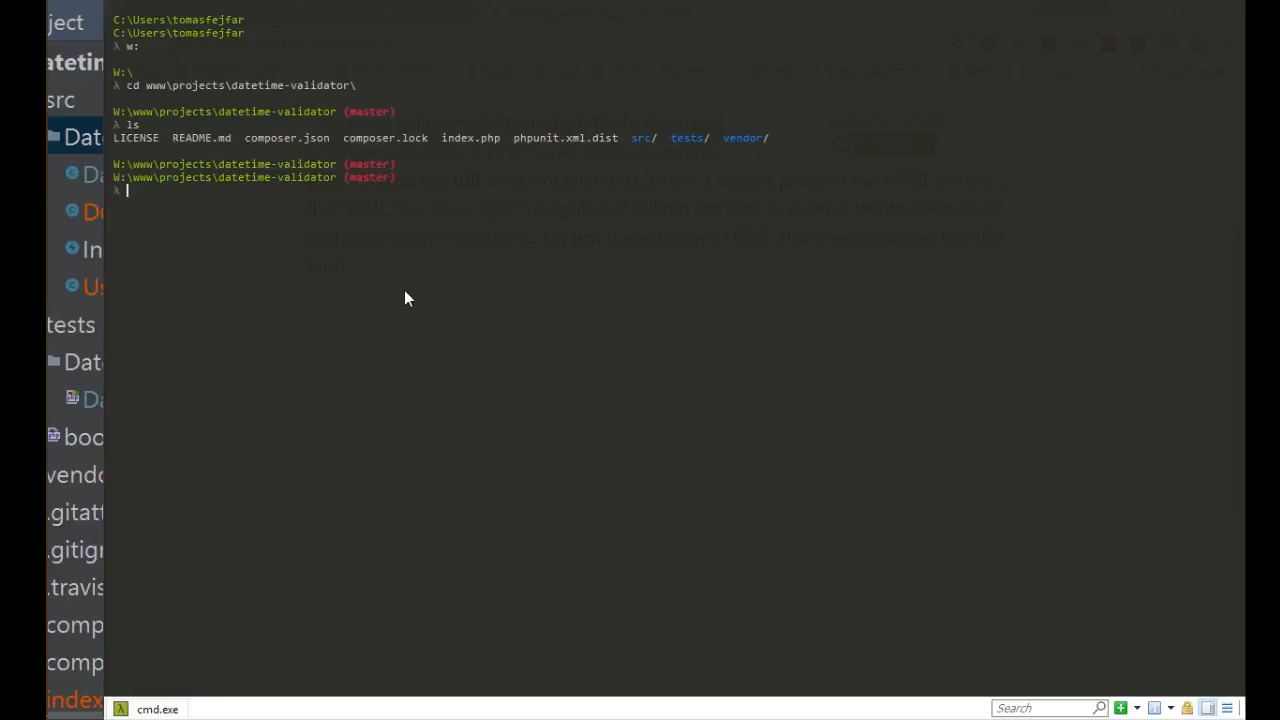 C:\Users\tomasfejfar
C:\Users\tomasfejfar
λ w:
W:\
λ cd www\projects\datetime-validator\
W:\www\projects\datetime-validator (master)
λ ls
LICENSE README.md composer.json composer.lock index.php phpunit.xml.dist src/ tests/ vendor/
W:\www\projects\datetime-validator (master)
W:\www\projects\datetime-validator (master)
λ
ject
atetim
src
Date
Da
Du
In
Us
tests
Date
Da
boo
vendo
.gitatt
.gitign
.travis
comp
comp
index
cmd.exe
Search